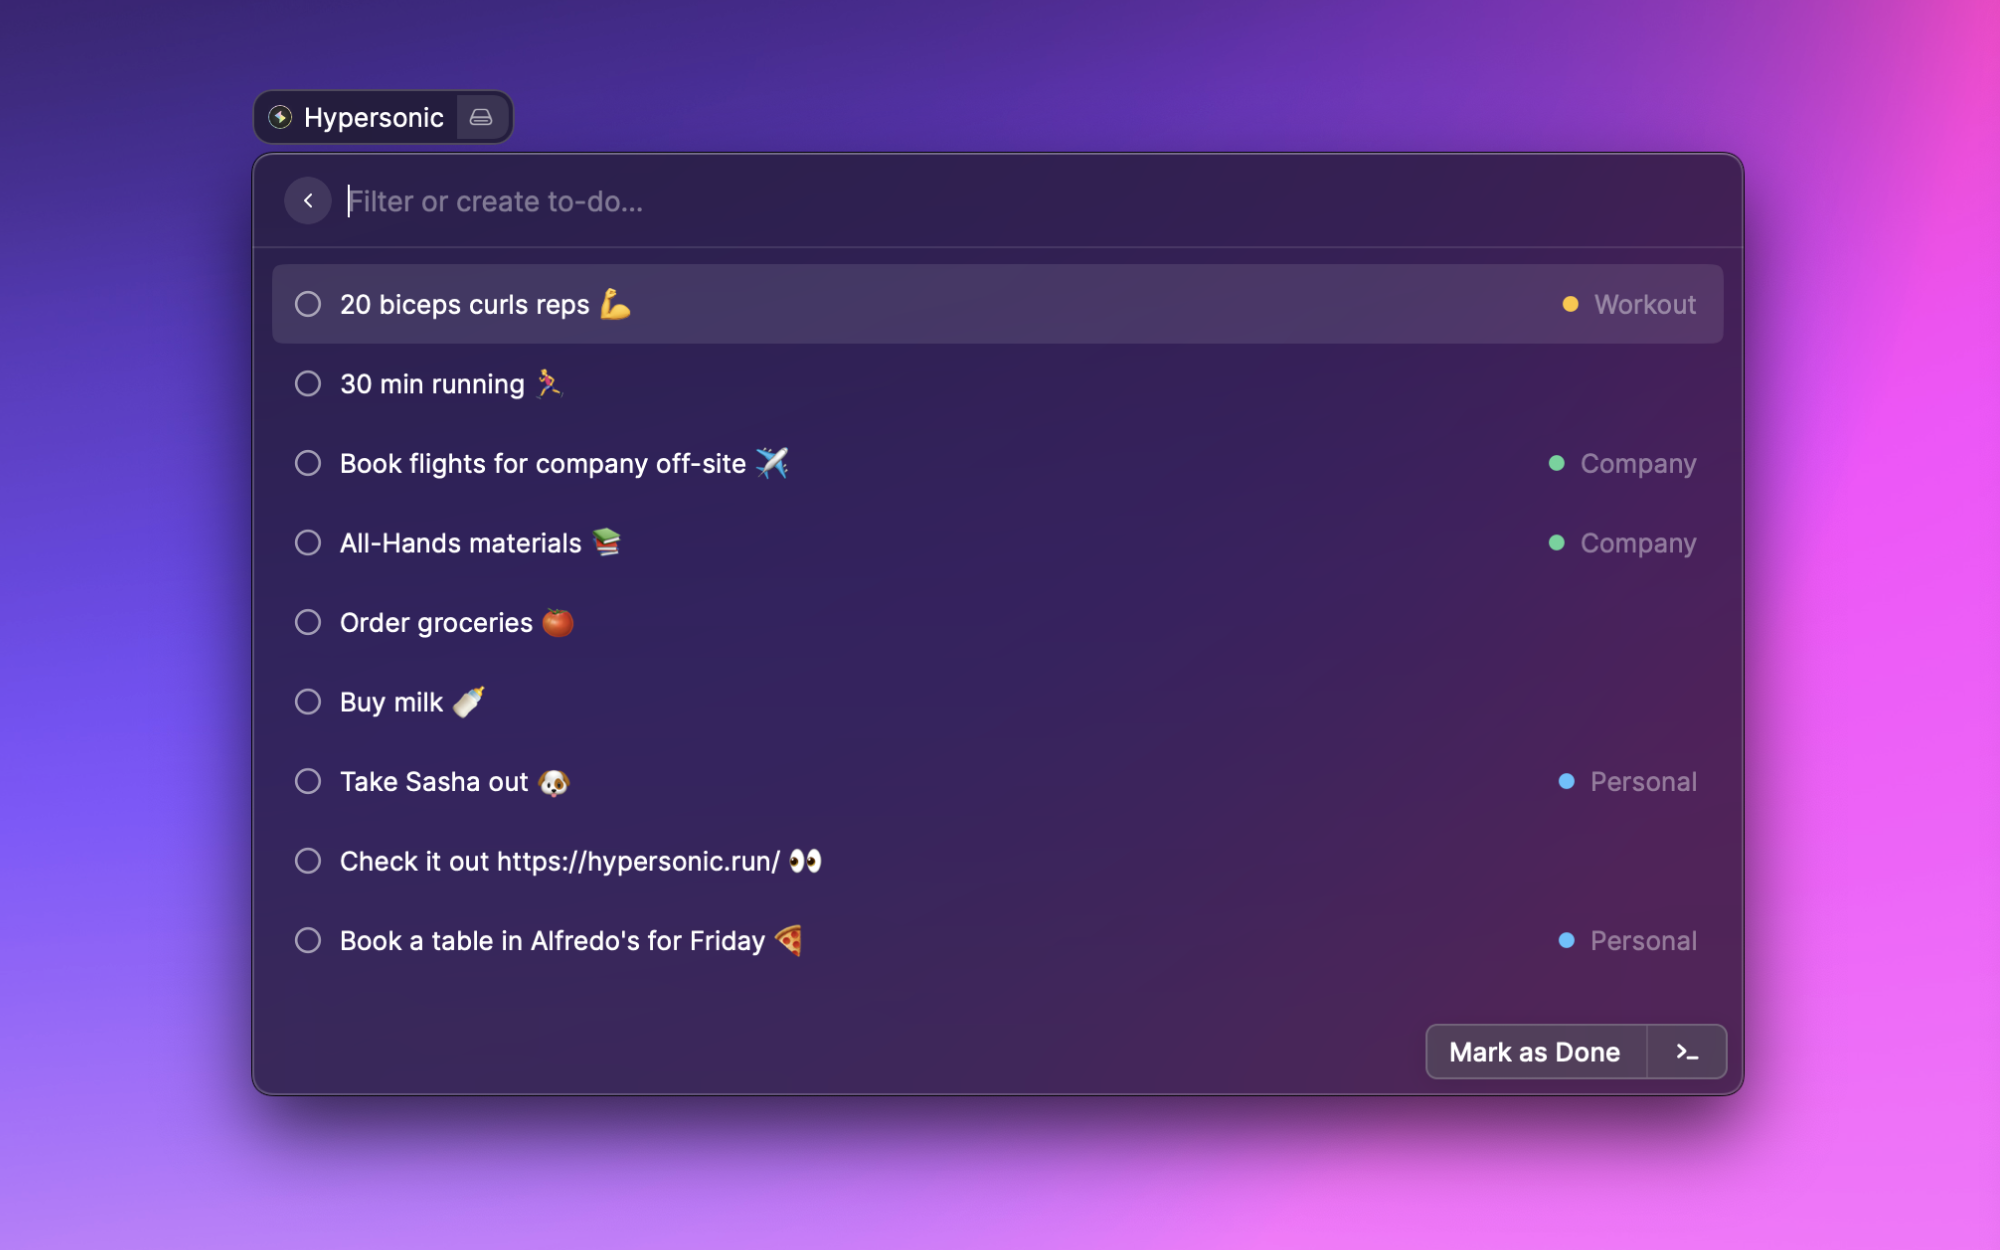 Hypersonic
Filter or create to-do...
20 biceps curls reps 💪 Workout
30 min running 🏃‍♀️
Book flights for company off-site ✈️ Company
All-Hands materials 📚 Company
Order groceries 🍅
Buy milk 🍼
Take Sasha out 🐶 Personal
Check it out https://hypersonic.run/ 👀
Book a table in Alfredo's for Friday 🍕 Personal
Mark as Done